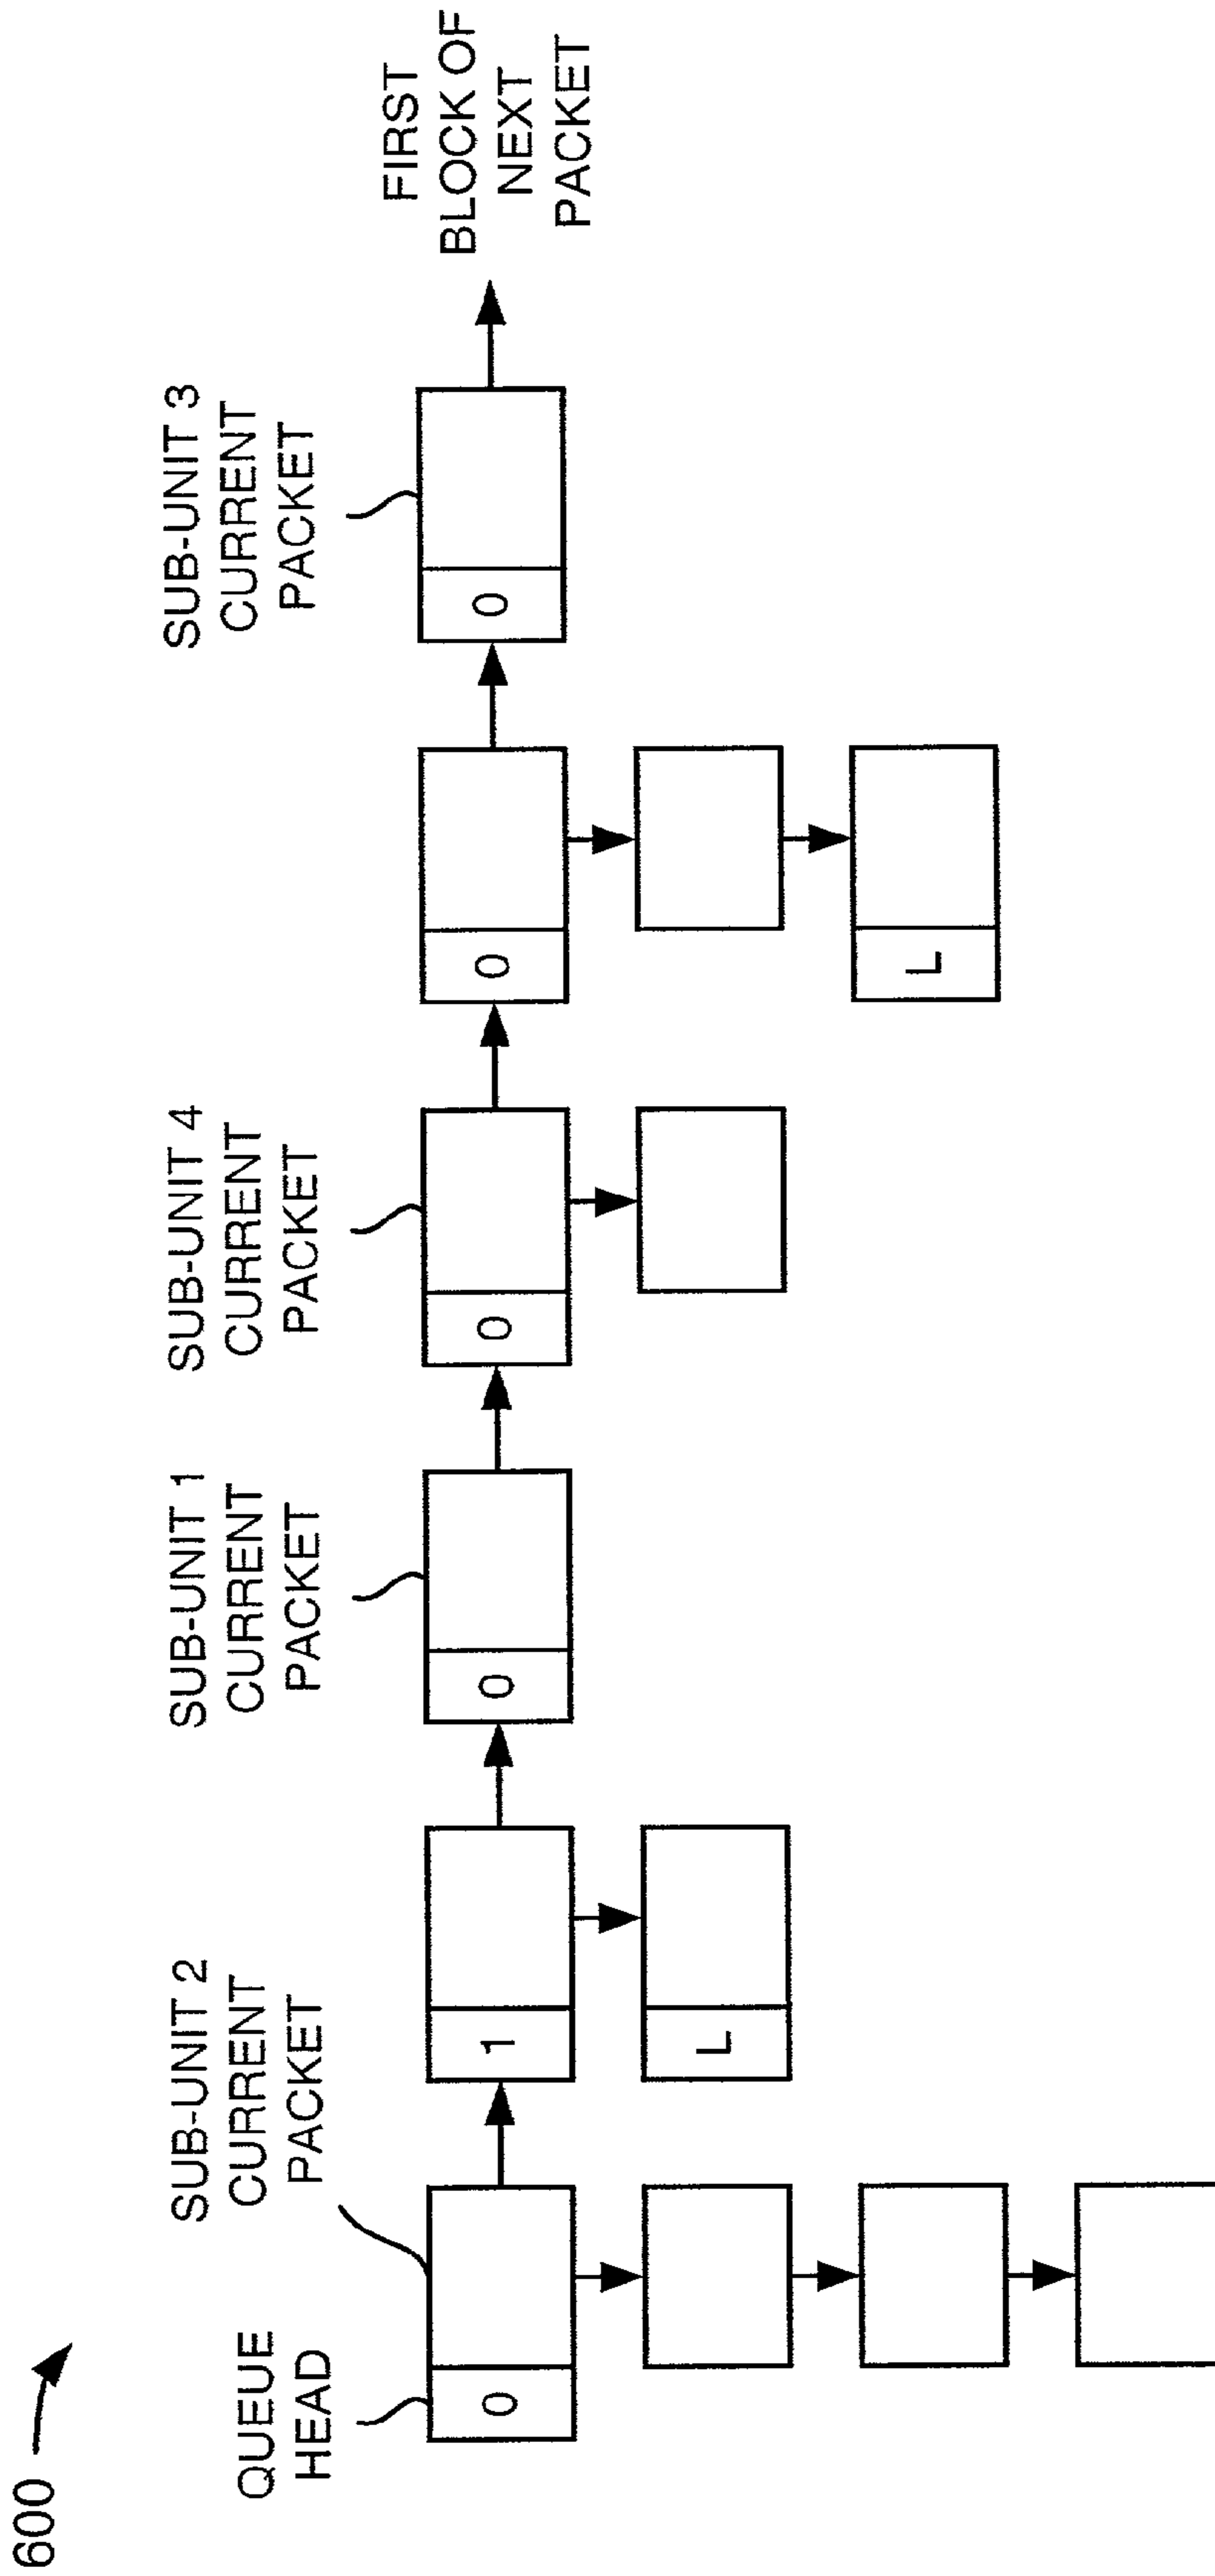 600
QUEUE
HEAD
SUB-UNIT 2
CURRENT
PACKET
SUB-UNIT 1
CURRENT
PACKET
SUB-UNIT 4
CURRENT
PACKET
SUB-UNIT 3
CURRENT
PACKET
FIRST
BLOCK OF
NEXT
PACKET
0
1
0
0
0
0
L
L